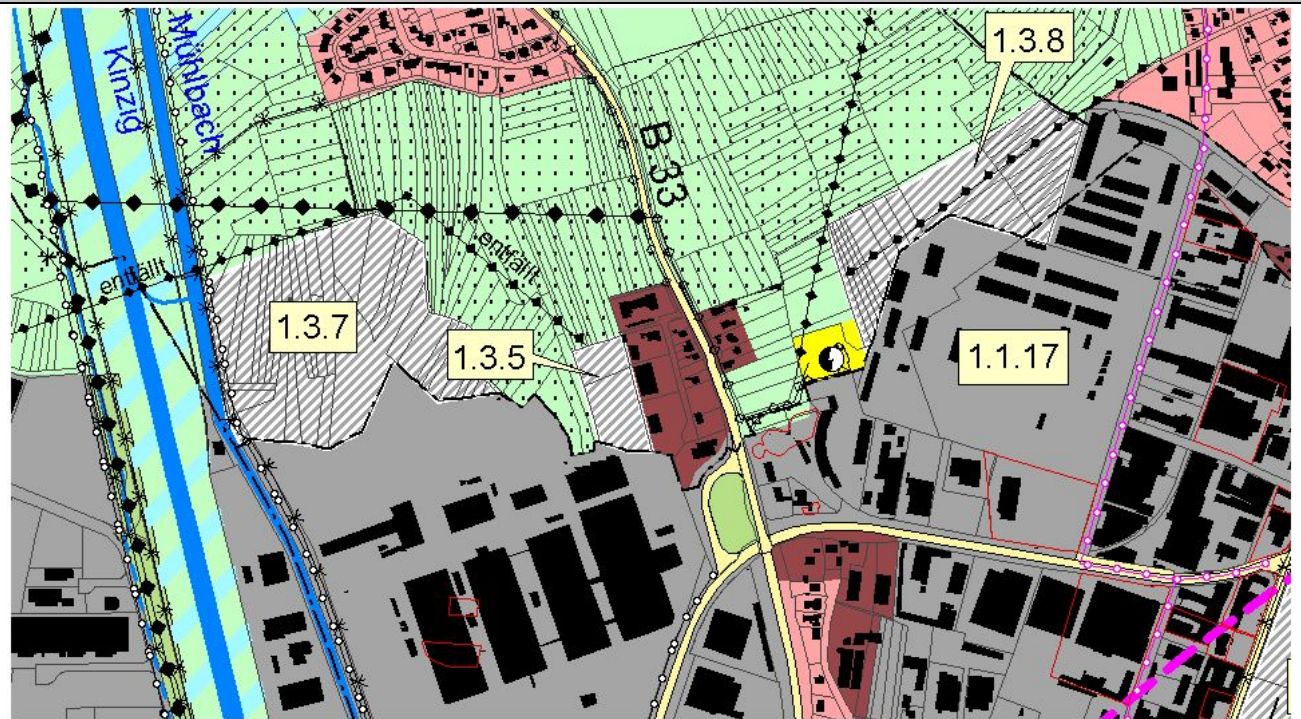 1.3.8
Mühlbach
Kinzig
B 33
entfällt
entfällt
1.3.7
1.3.5
1.1.17